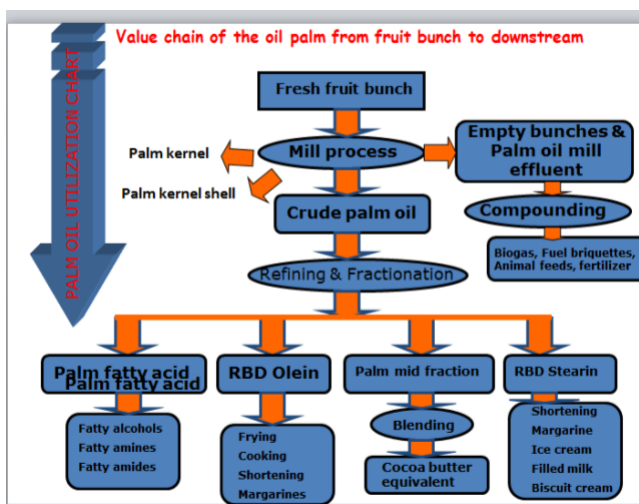 Value chain of the oil palm from fruit bunch to downstream
PALM OIL UTILIZATION CHART
Fresh fruit bunch
Palm kernel
Mill process
Empty bunches &
Palm oil mill
effluent
Palm kernel shell
Crude palm oil
Compounding
Biogas, Fuel briquettes,
Animal feeds, fertilizer
Refining & Fractionation
Palm fatty acid
Palm fatty acid
RBD Olein
Palm mid fraction
RBD Stearin
Fatty alcohols
Fatty amines
Fatty amides
Frying
Cooking
Shortening
Margarines
Blending
Cocoa butter
equivalent
Shortening
Margarine
Ice cream
Filled milk
Biscuit cream